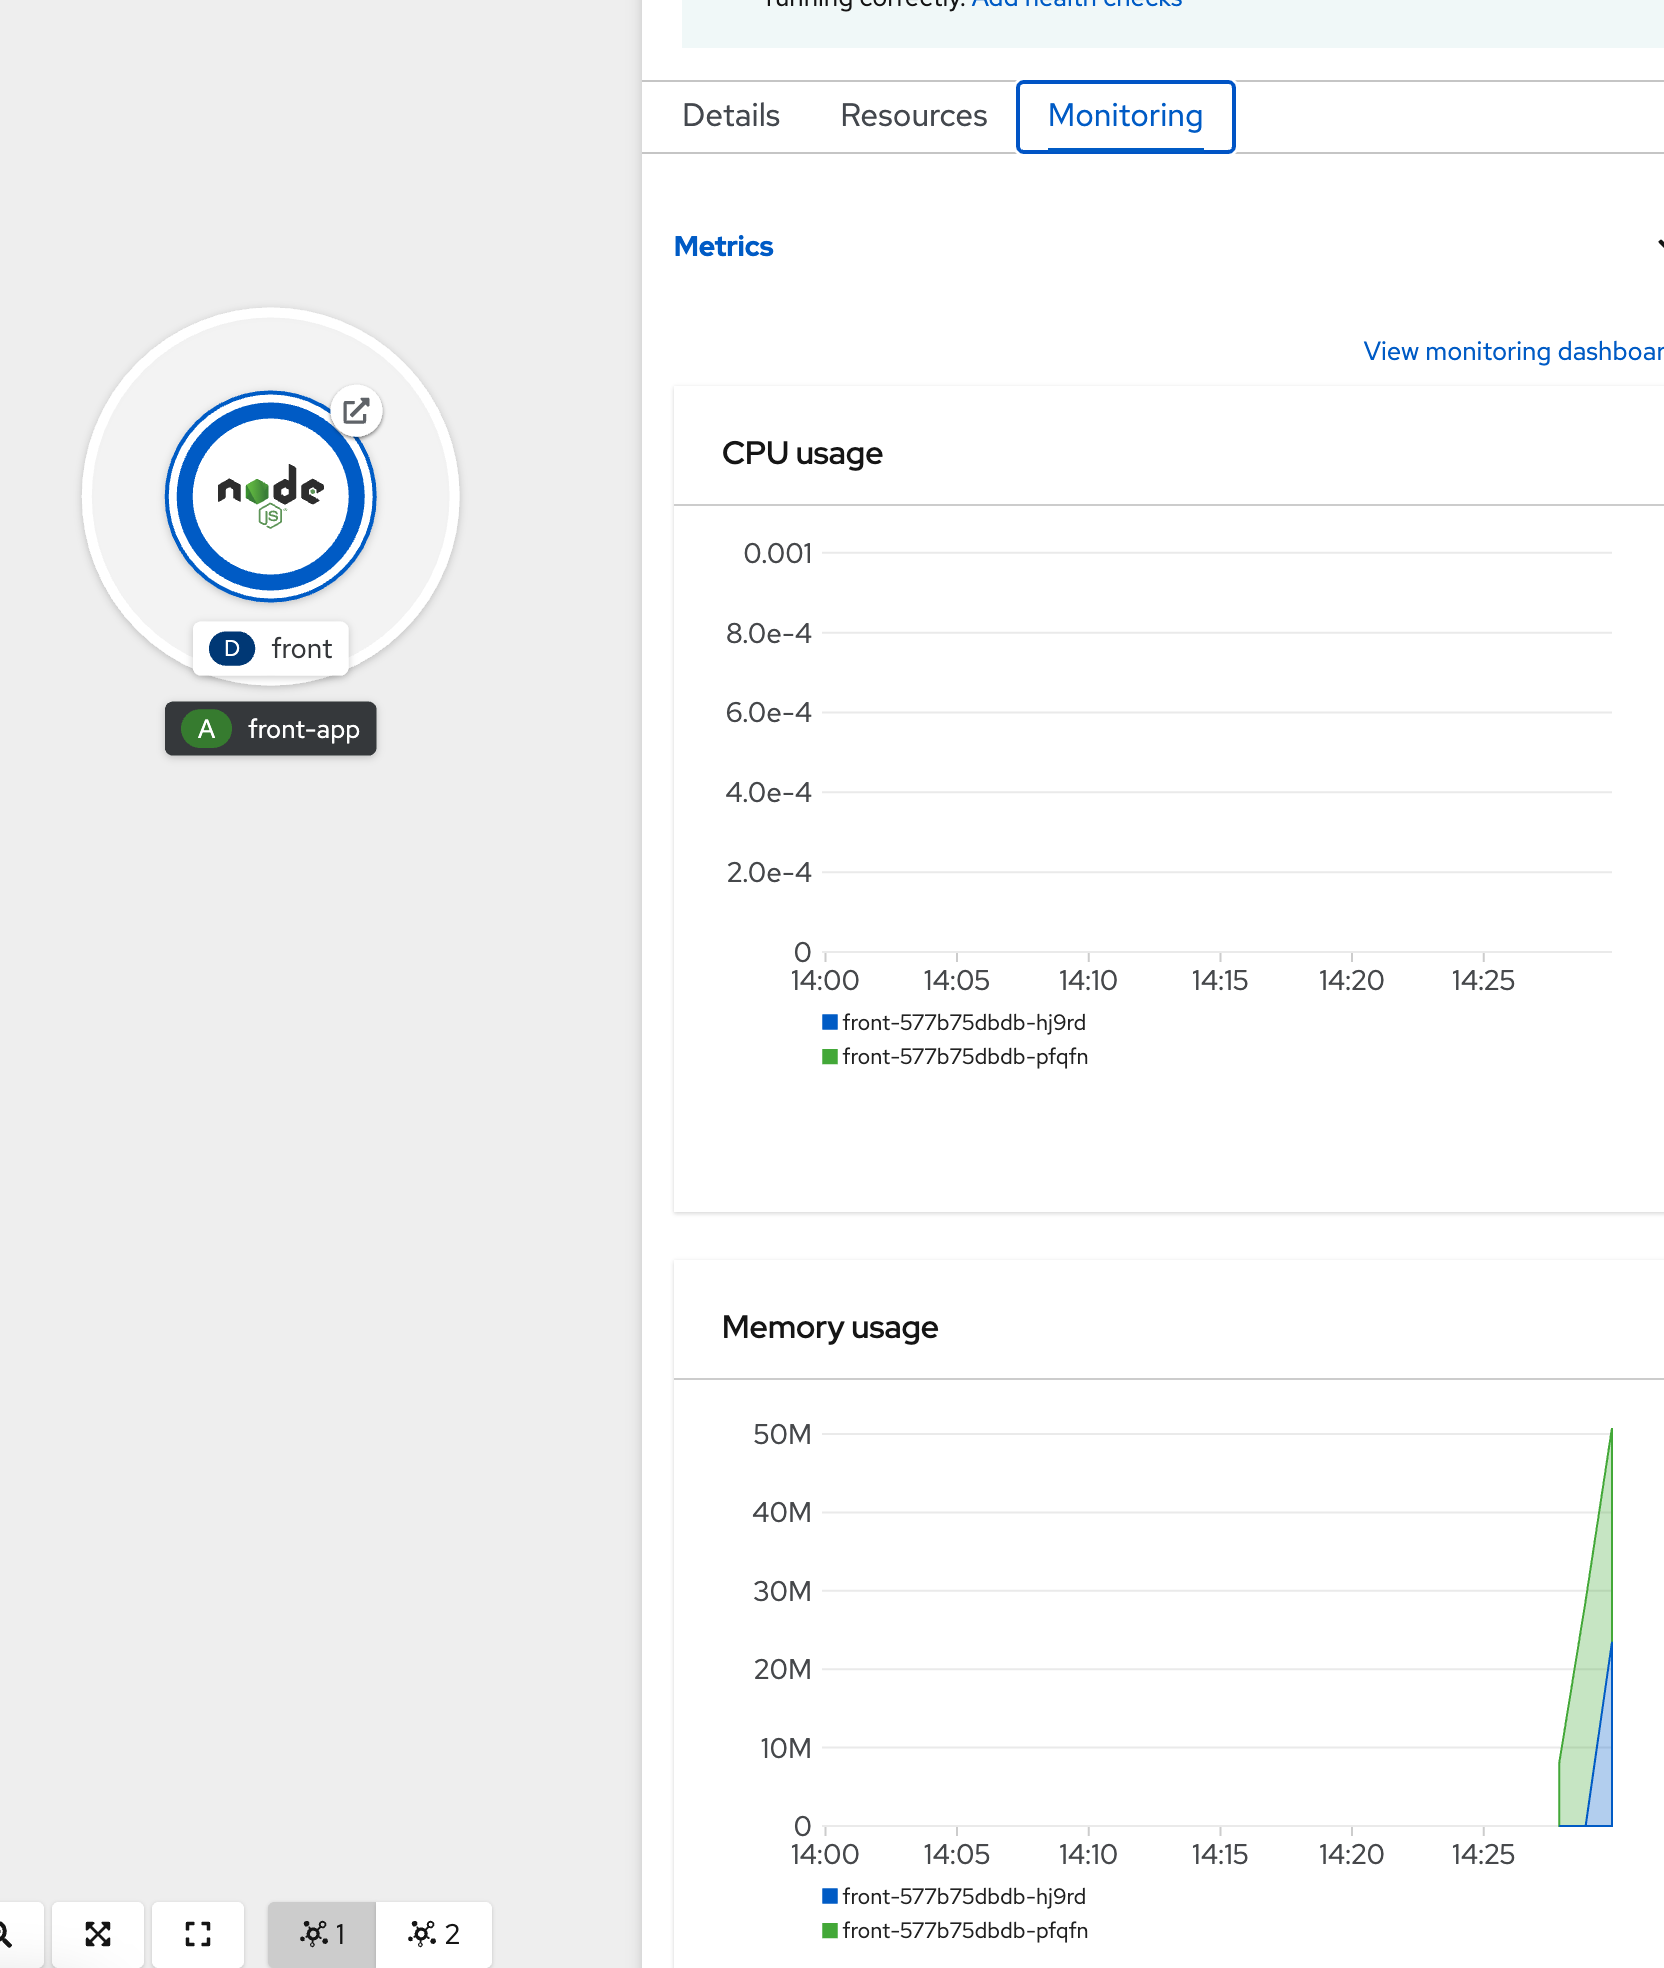 running correctly. Add health checks
Details Resources Monitoring
Metrics
View monitoring dashboar
CPU usage
0.001
8.0e-4
6.0e-4
4.0e-4
2.0e-4
0
14:00 14:05 14:10 14:15 14:20 14:25
front-577b75dbdb-hj9rd
front-577b75dbdb-pfqfn
node
JS
D front
A front-app
Memory usage
50M
40M
30M
20M
10M
0
14:00 14:05 14:10 14:15 14:20 14:25
front-577b75dbdb-hj9rd
front-577b75dbdb-pfqfn
1 2